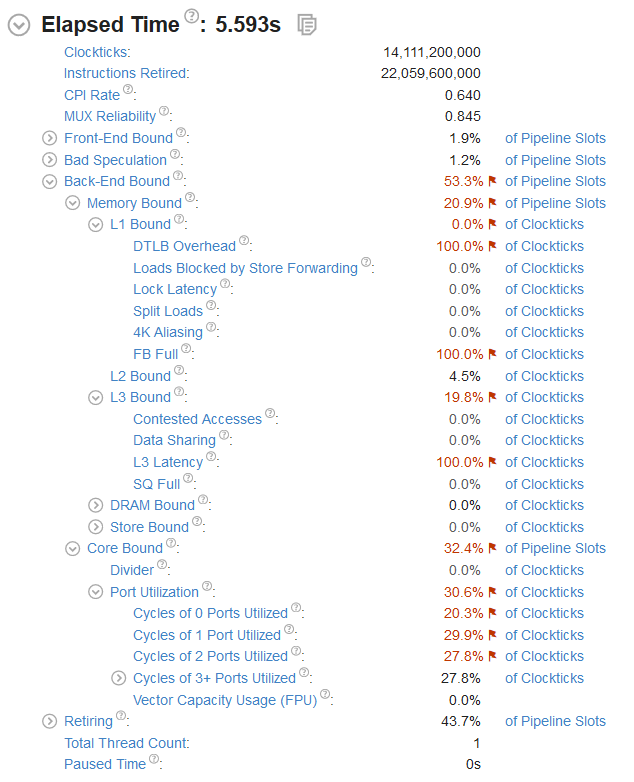 Elapsed Time ?: 5.593s
Clockticks: 14,111,200,000
Instructions Retired: 22,059,600,000
CPI Rate ?: 0.640
MUX Reliability ?: 0.845
Front-End Bound ?: 1.9% of Pipeline Slots
Bad Speculation ?: 1.2% of Pipeline Slots
Back-End Bound ?: 53.3% of Pipeline Slots
Memory Bound ?: 20.9% of Pipeline Slots
L1 Bound ?: 0.0% of Clockticks
DTLB Overhead ?: 100.0% of Clockticks
Loads Blocked by Store Forwarding ?: 0.0% of Clockticks
Lock Latency ?: 0.0% of Clockticks
Split Loads ?: 0.0% of Clockticks
4K Aliasing ?: 0.0% of Clockticks
FB Full ?: 100.0% of Clockticks
L2 Bound ?: 4.5% of Clockticks
L3 Bound ?: 19.8% of Clockticks
Contested Accesses ?: 0.0% of Clockticks
Data Sharing ?: 0.0% of Clockticks
L3 Latency ?: 100.0% of Clockticks
SQ Full ?: 0.0% of Clockticks
DRAM Bound ?: 0.0% of Clockticks
Store Bound ?: 0.0% of Clockticks
Core Bound ?: 32.4% of Pipeline Slots
Divider ?: 0.0% of Clockticks
Port Utilization ?: 30.6% of Clockticks
Cycles of 0 Ports Utilized ?: 20.3% of Clockticks
Cycles of 1 Port Utilized ?: 29.9% of Clockticks
Cycles of 2 Ports Utilized ?: 27.8% of Clockticks
Cycles of 3+ Ports Utilized ?: 27.8% of Clockticks
Vector Capacity Usage (FPU) ?: 0.0%
Retiring ?: 43.7% of Pipeline Slots
Total Thread Count: 1
Paused Time ?: 0s